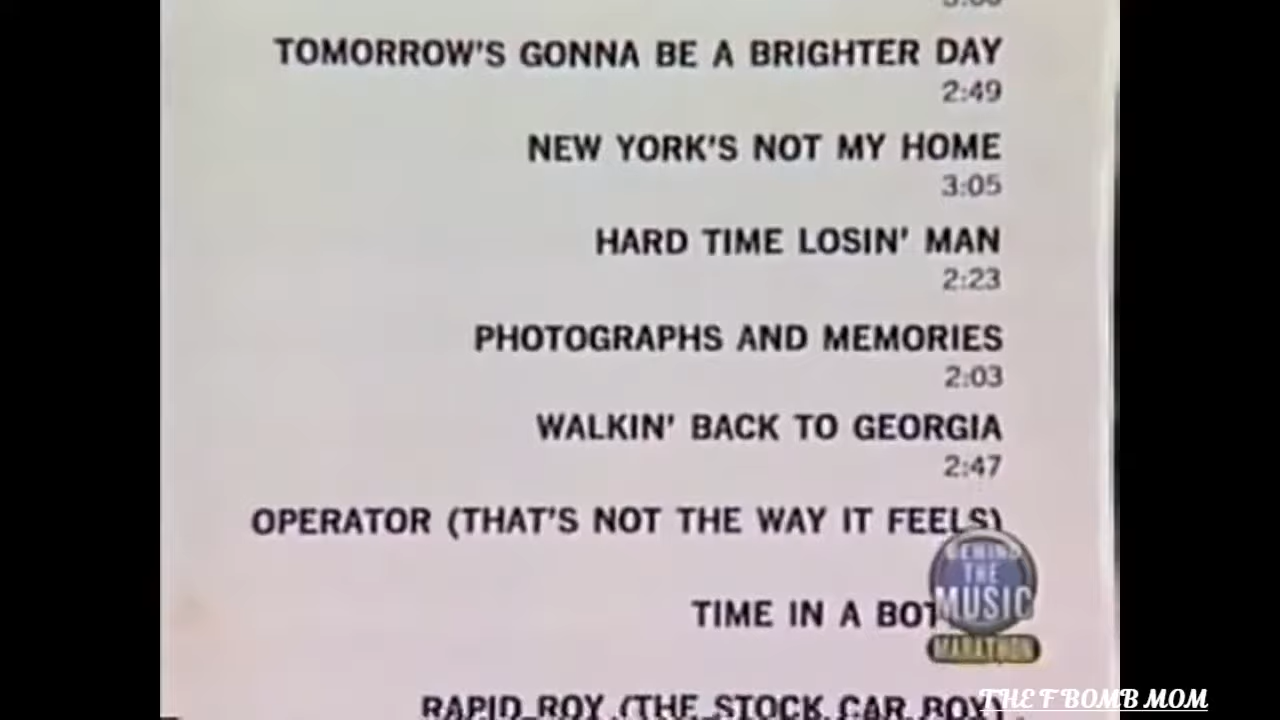 TOMORROW'S GONNA BE A BRIGHTER DAY
2:49
NEW YORK'S NOT MY HOME
3:05
HARD TIME LOSIN' MAN
2:23
PHOTOGRAPHS AND MEMORIES
2:03
WALKIN' BACK TO GEORGIA
2:47
OPERATOR (THAT'S NOT THE WAY IT FEELS)
BEHIND
THE
MUSIC
MARATHON
TIME IN A BOT
RAPID ROY (THE STOCK CAR BOY)
THE F BOMB MOM